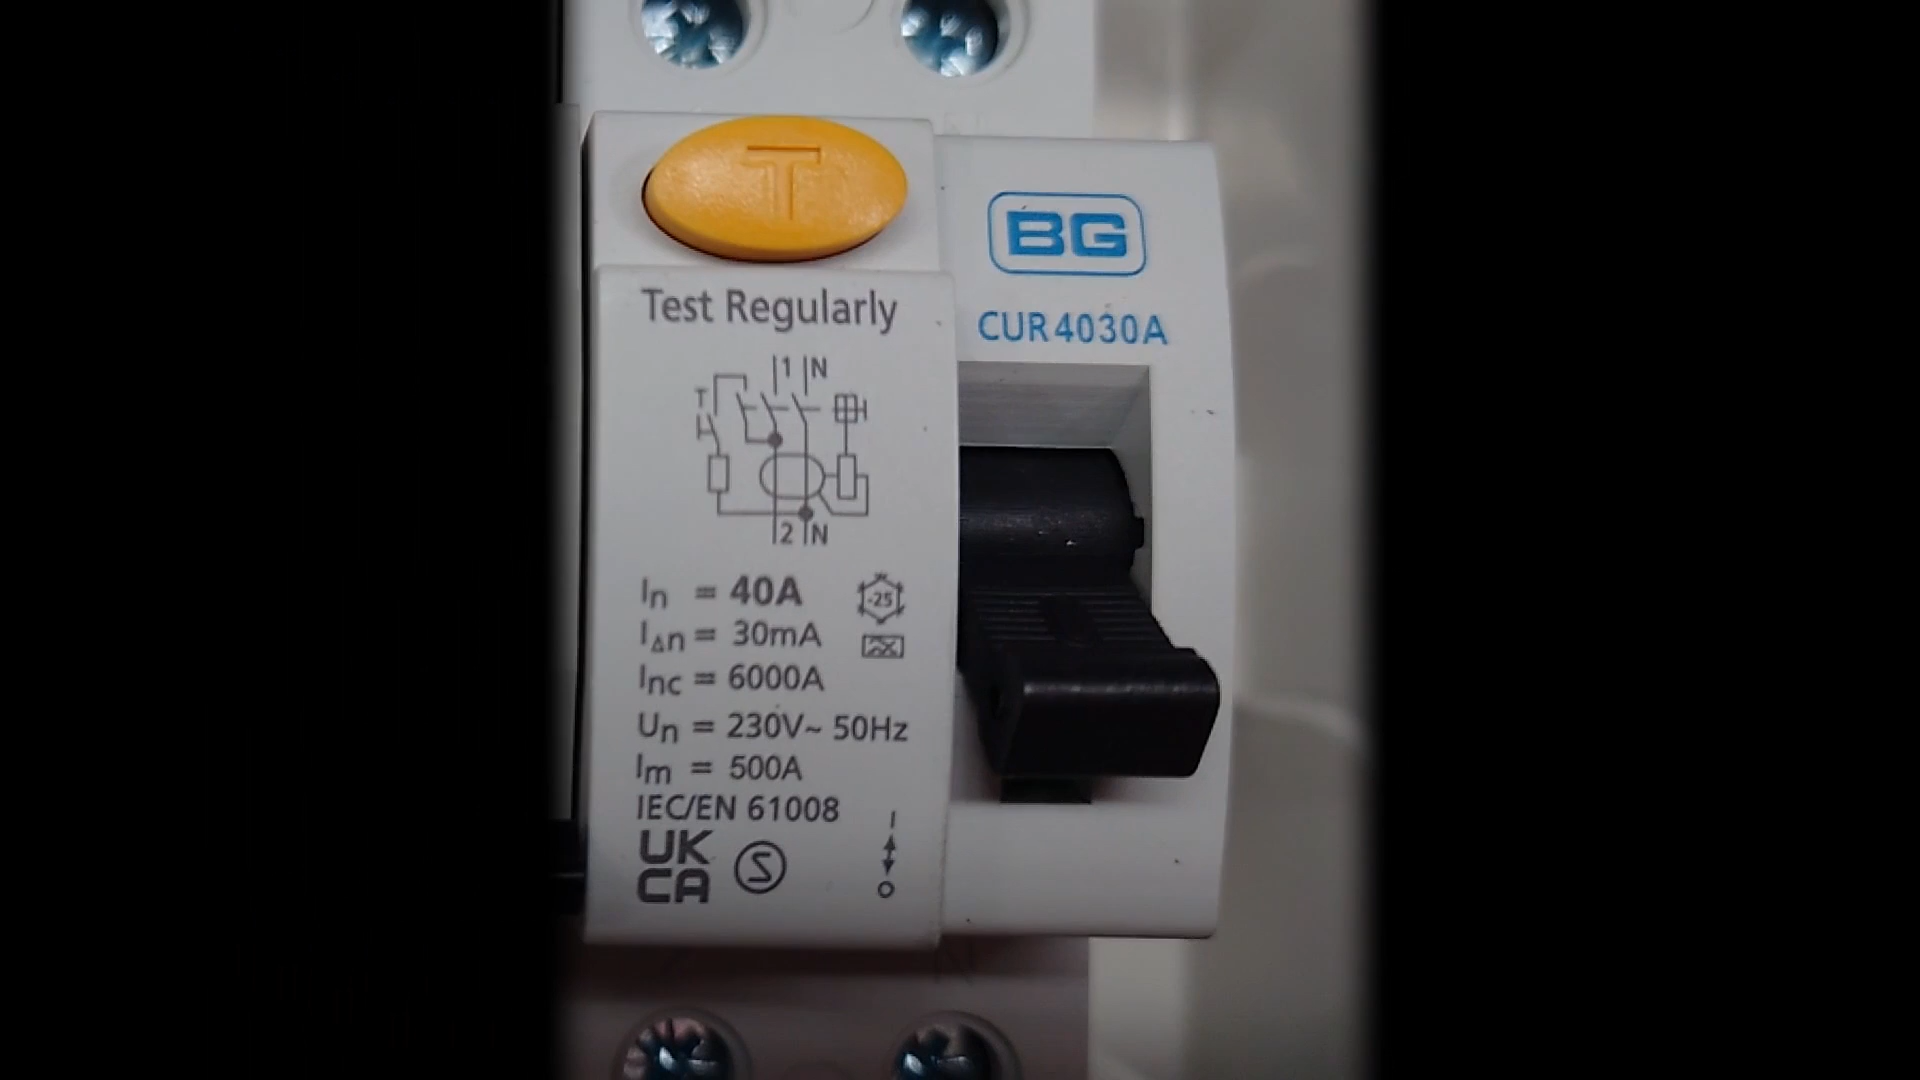 T
BG
CUR4030A
Test Regularly
1 N
T
H
2 N
In = 40A
-25
IΔn = 30mA
Inc = 6000A
Un = 230V~ 50Hz
Im = 500A
IEC/EN 61008
UK
CA
S
I
O